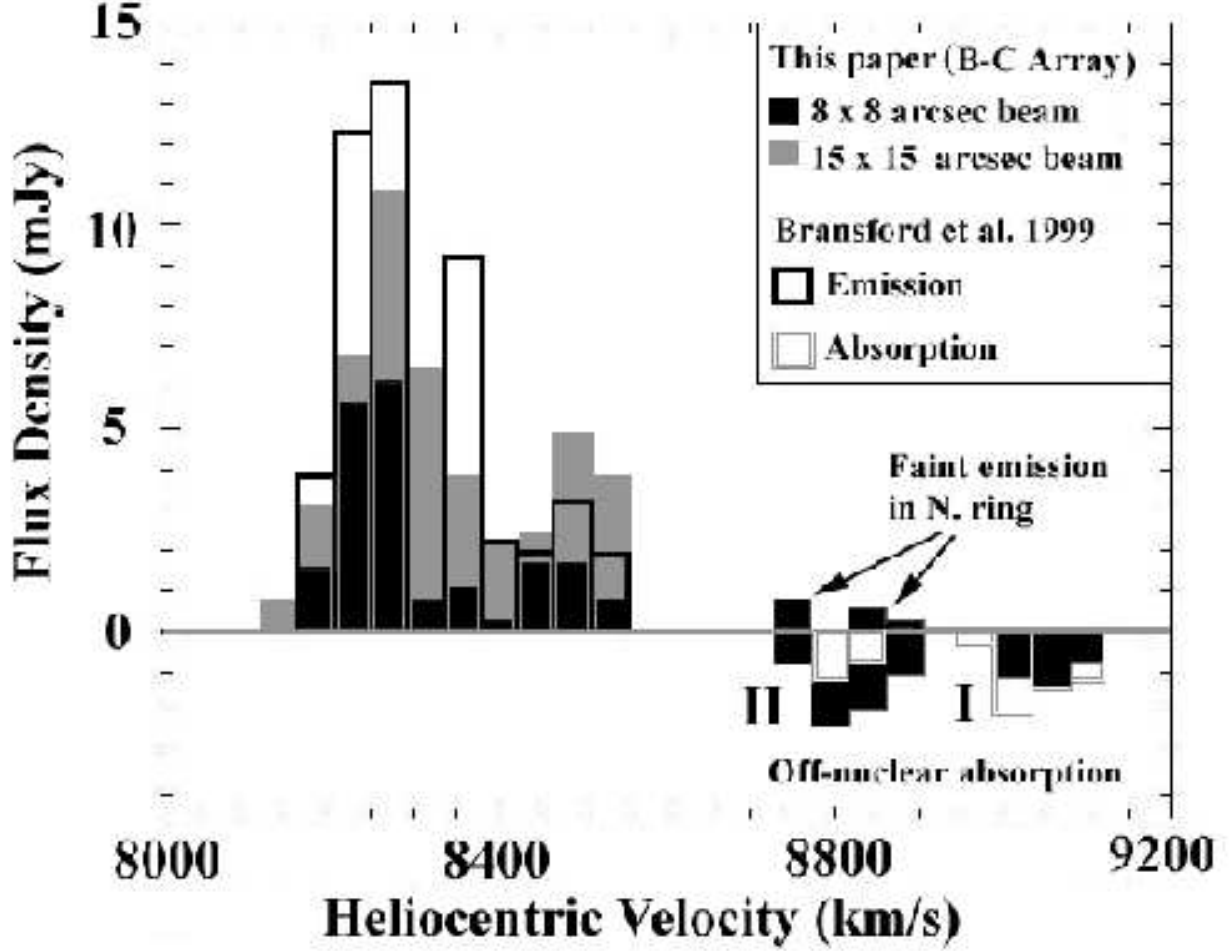 15
10
5
0
Flux Density (mJy)
This paper (B-C Array)
8 x 8 arcsec beam
15 x 15 arcsec beam
Bransford et al. 1999
Emission
Absorption
Faint emission
in N. ring
II
I
Off-nuclear absorption
8000
8400
8800
9200
Heliocentric Velocity (km/s)